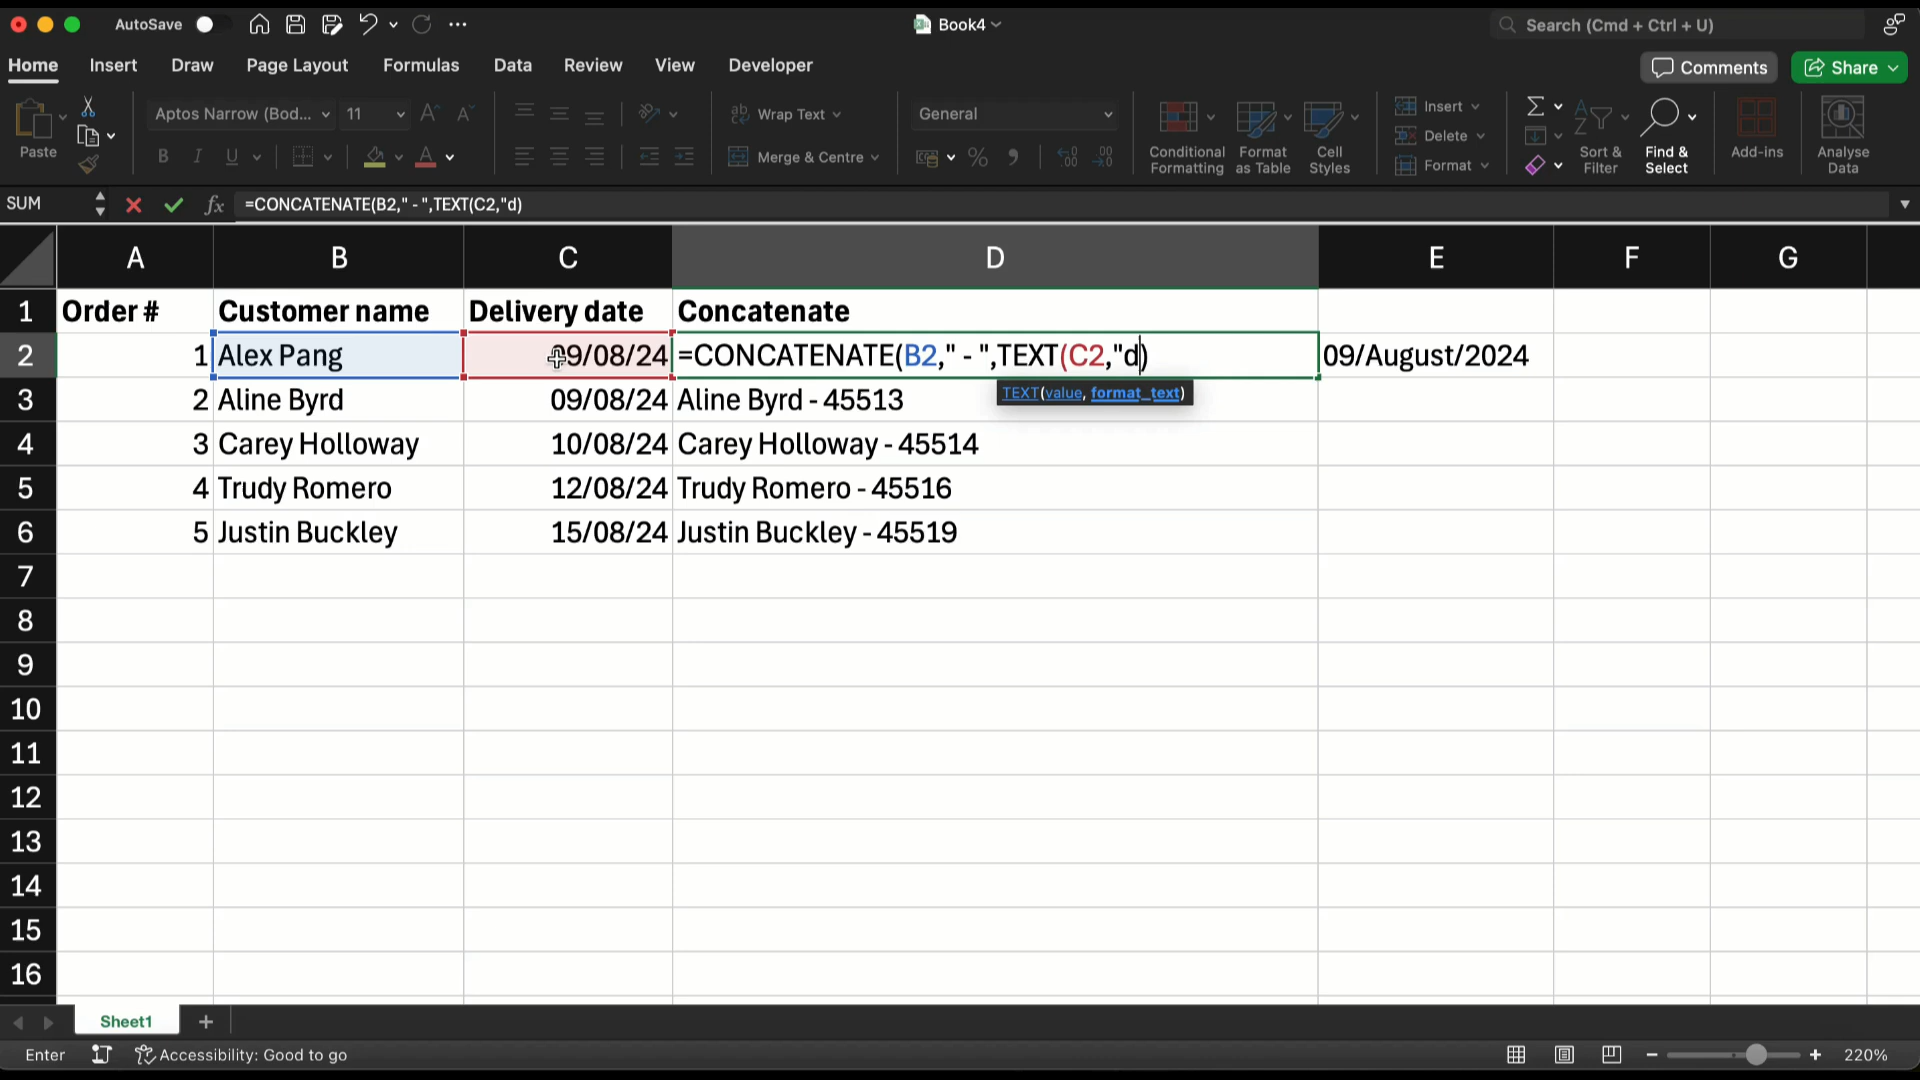 AutoSave
Book4
Search (Cmd + Ctrl + U)
Home Insert Draw Page Layout Formulas Data Review View Developer
Comments Share
Paste
Aptos Narrow (Bod... 11
B I U
A
Wrap Text
Merge & Centre
General
%
Conditional Formatting
Format as Table
Cell Styles
Insert
Delete
Format
Sort & Filter
Find & Select
Add-ins
Analyse Data
SUM fx =CONCATENATE(B2," - ",TEXT(C2,"d)
A B C D E F G
1 Order # Customer name Delivery date Concatenate
2 1 Alex Pang 09/08/24 =CONCATENATE(B2," - ",TEXT(C2,"d) 09/August/2024
TEXT(value, format_text)
3 2 Aline Byrd 09/08/24 Aline Byrd - 45513
4 3 Carey Holloway 10/08/24 Carey Holloway - 45514
5 4 Trudy Romero 12/08/24 Trudy Romero - 45516
6 5 Justin Buckley 15/08/24 Justin Buckley - 45519
7
8
9
10
11
12
13
14
15
16
Sheet1
Enter Accessibility: Good to go 220%